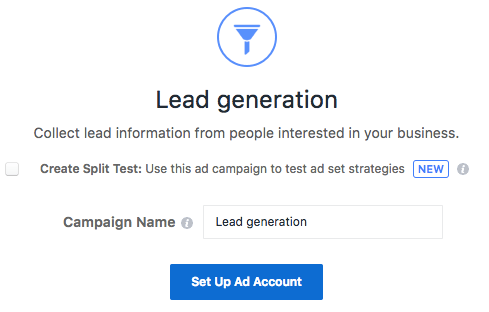 Lead generation
Collect lead information from people interested in your business.
Create Split Test: Use this ad campaign to test ad set strategies NEW i
Campaign Name i Lead generation
Set Up Ad Account